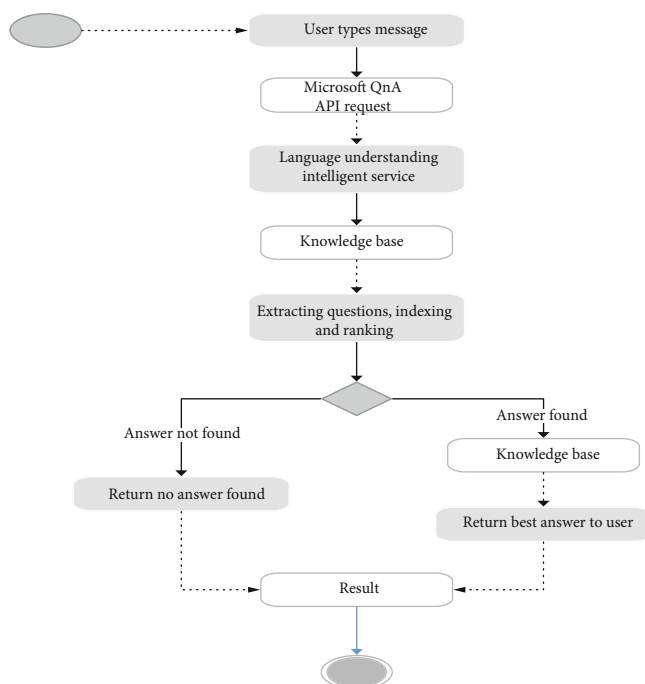 User types message
Microsoft QnA
API request
Language understanding
intelligent service
Knowledge base
Extracting questions, indexing
and ranking
Answer not found
Answer found
Knowledge base
Return no answer found
Return best answer to user
Result